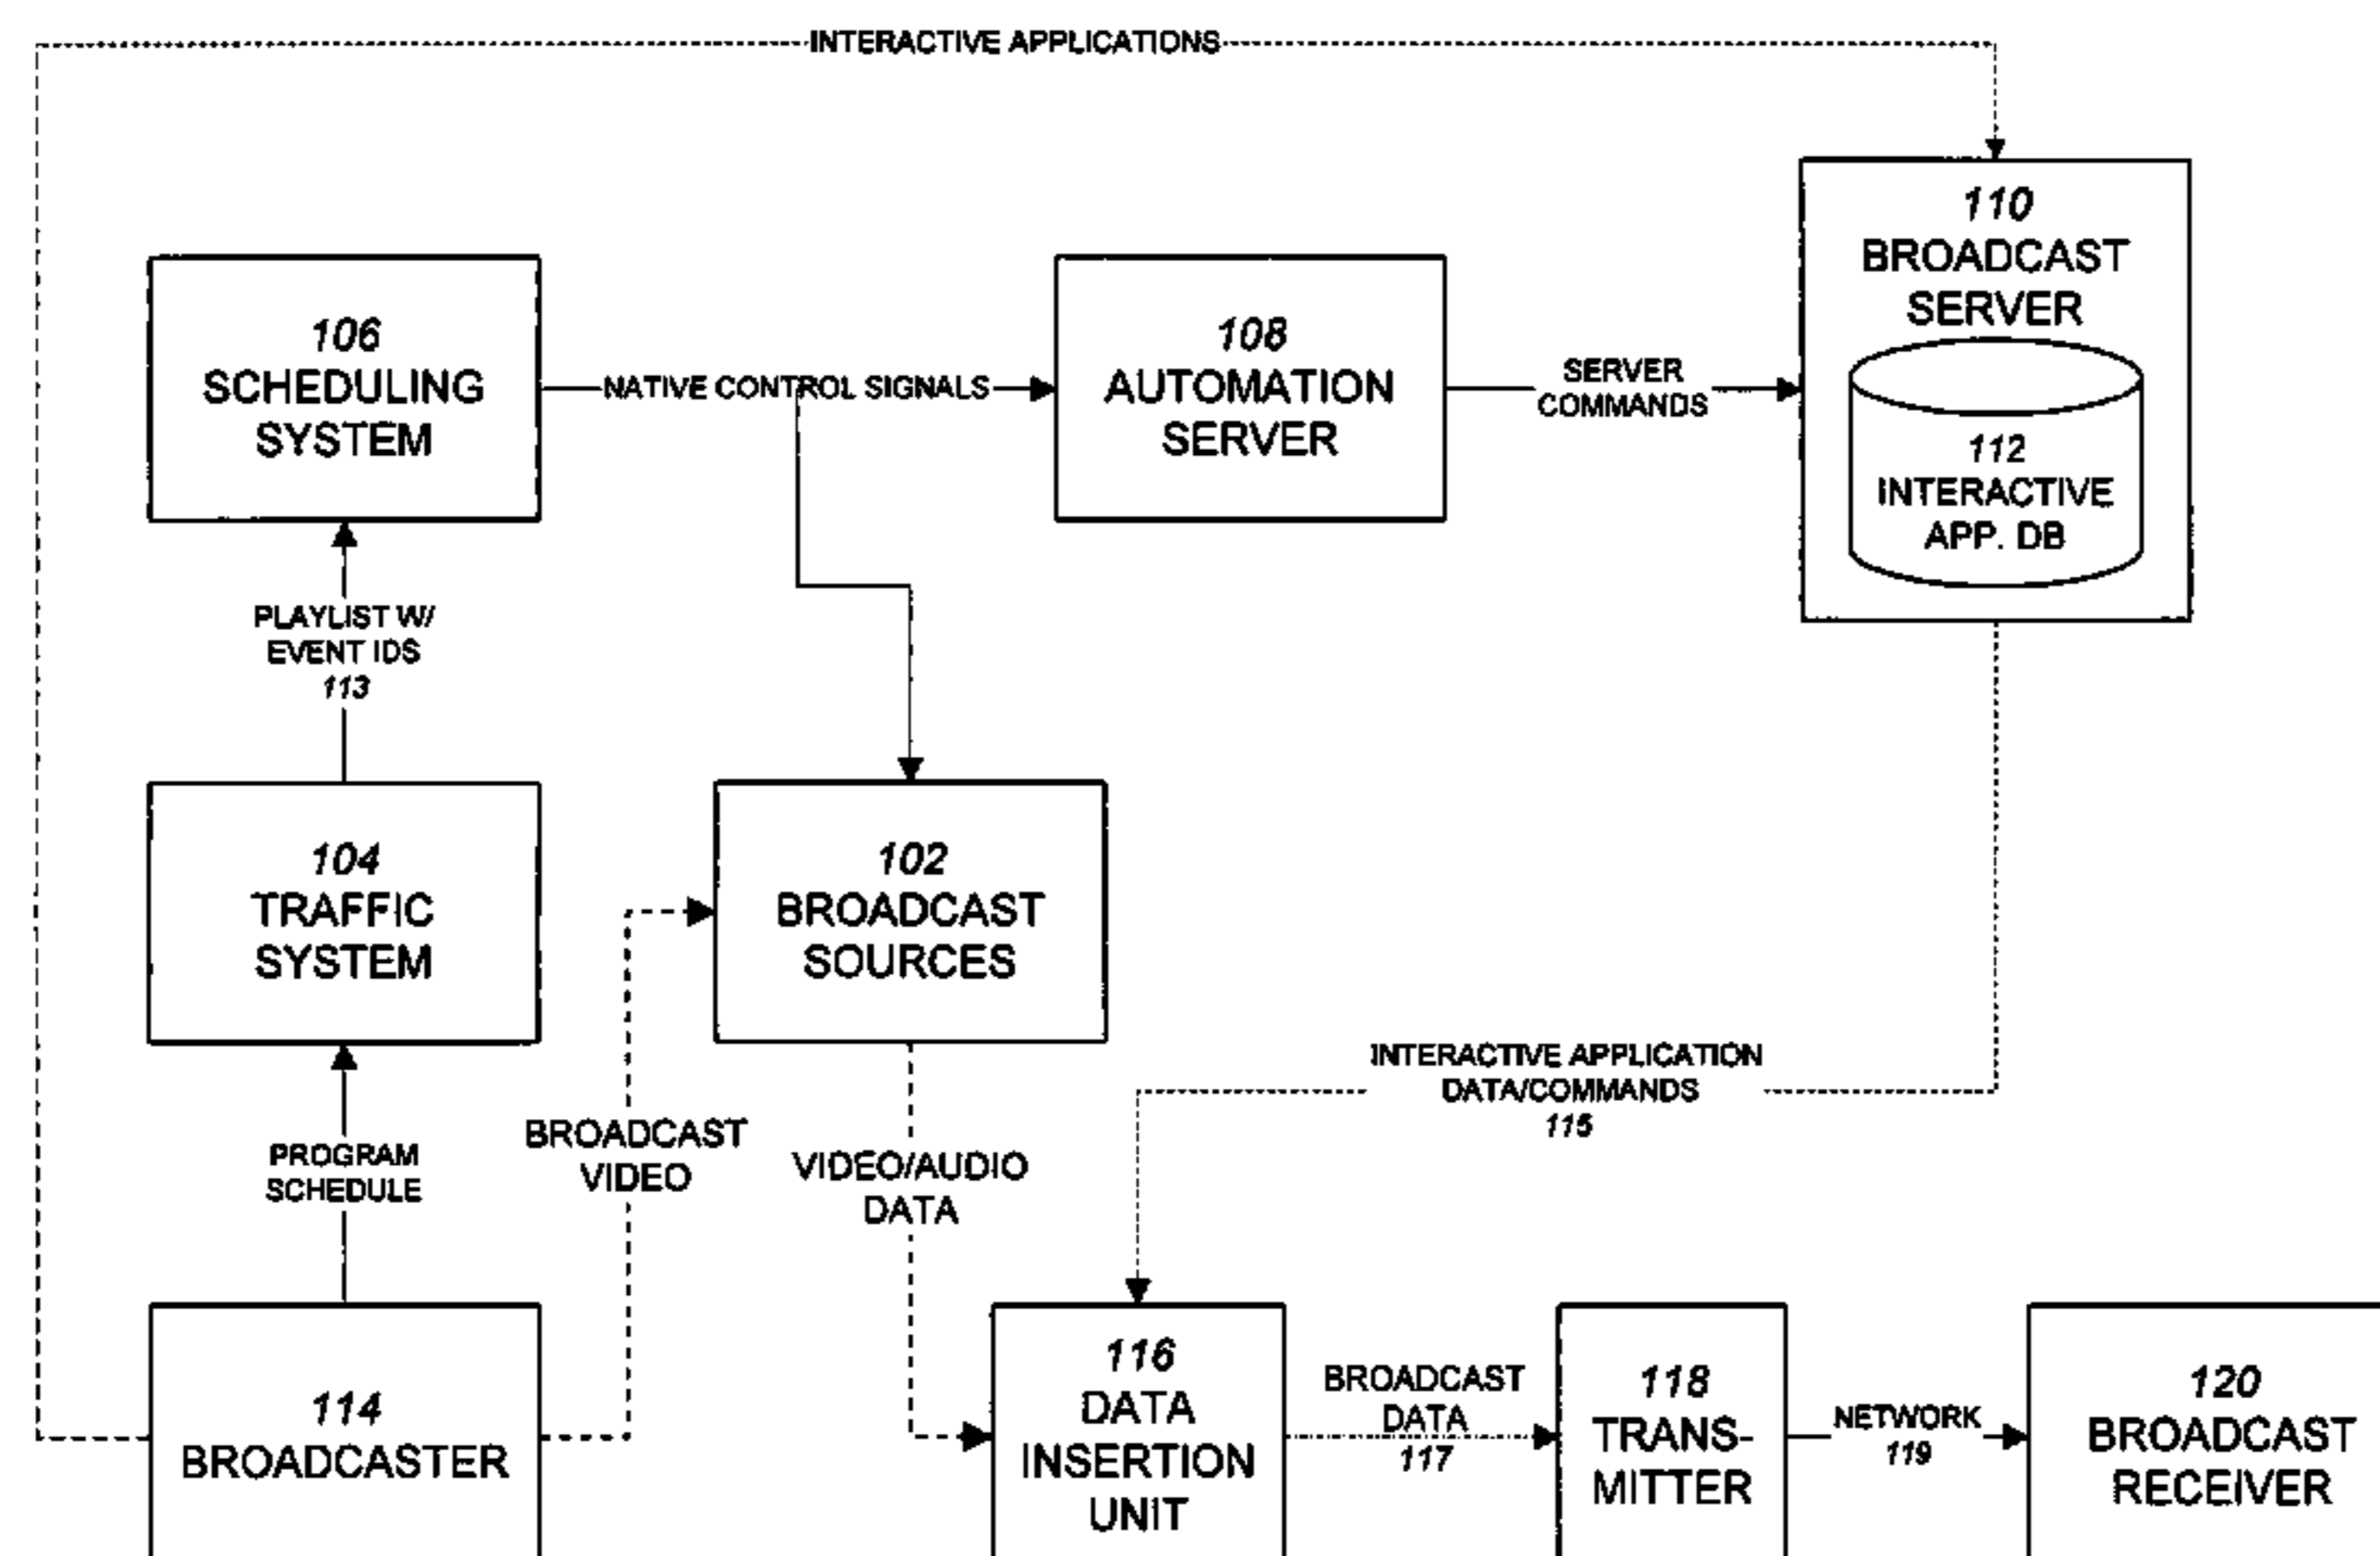 INTERACTIVE APPLICATIONS
110
BROADCAST
SERVER
106
SCHEDULING
SYSTEM
NATIVE CONTROL SIGNALS
108
AUTOMATION
SERVER
SERVER
COMMANDS
112
INTERACTIVE
APP. DB
PLAYLIST W/
EVENT IDS
113
104
TRAFFIC
SYSTEM
102
BROADCAST
SOURCES
INTERACTIVE APPLICATION
DATA/COMMANDS
115
PROGRAM
SCHEDULE
BROADCAST
VIDEO
VIDEO/AUDIO
DATA
114
BROADCASTER
116
DATA
INSERTION
UNIT
BROADCAST
DATA
117
118
TRANS-
MITTER
NETWORK
119
120
BROADCAST
RECEIVER